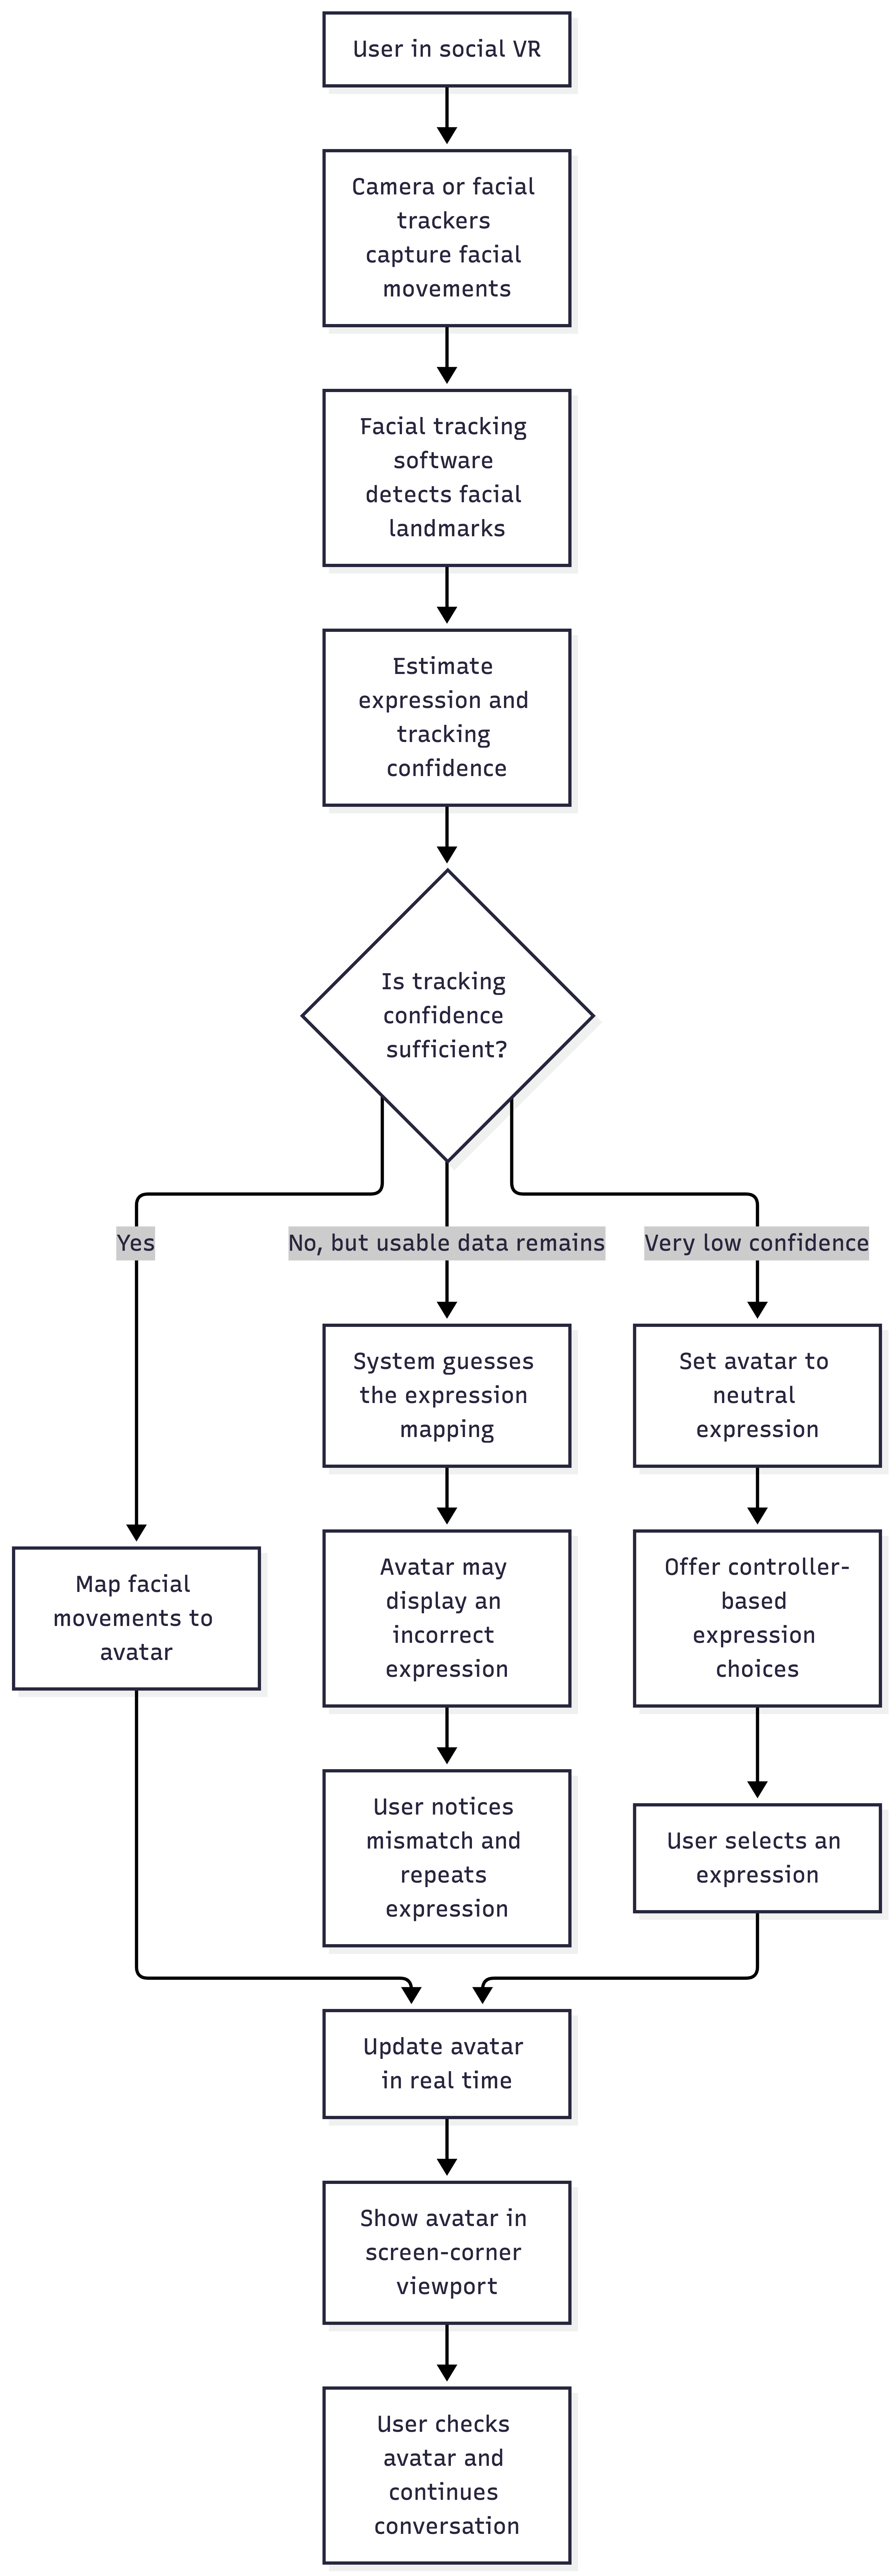 User in social VR
Camera or facial
trackers
capture facial
movements
Facial tracking
software
detects facial
landmarks
Estimate
expression and
tracking
confidence
Is tracking
confidence
sufficient?
Yes
No, but usable data remains
Very low confidence
System guesses
the expression
mapping
Set avatar to
neutral
expression
Map facial
movements to
avatar
Avatar may
display an
incorrect
expression
Offer controller-
based
expression
choices
User notices
mismatch and
repeats
expression
User selects an
expression
Update avatar
in real time
Show avatar in
screen-corner
viewport
User checks
avatar and
continues
conversation